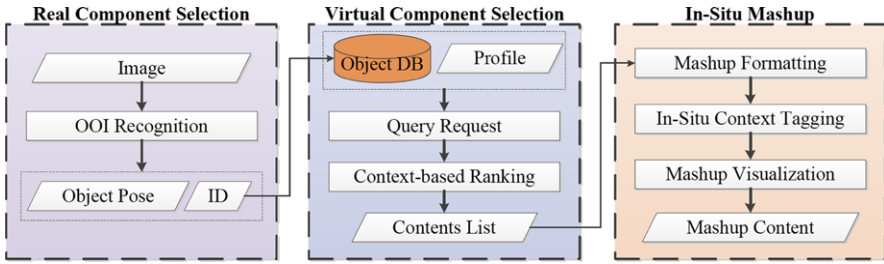 Real Component Selection
Image
OOI Recognition
Object Pose
ID
Virtual Component Selection
Object DB
Profile
Query Request
Context-based Ranking
Contents List
In-Situ Mashup
Mashup Formatting
In-Situ Context Tagging
Mashup Visualization
Mashup Content